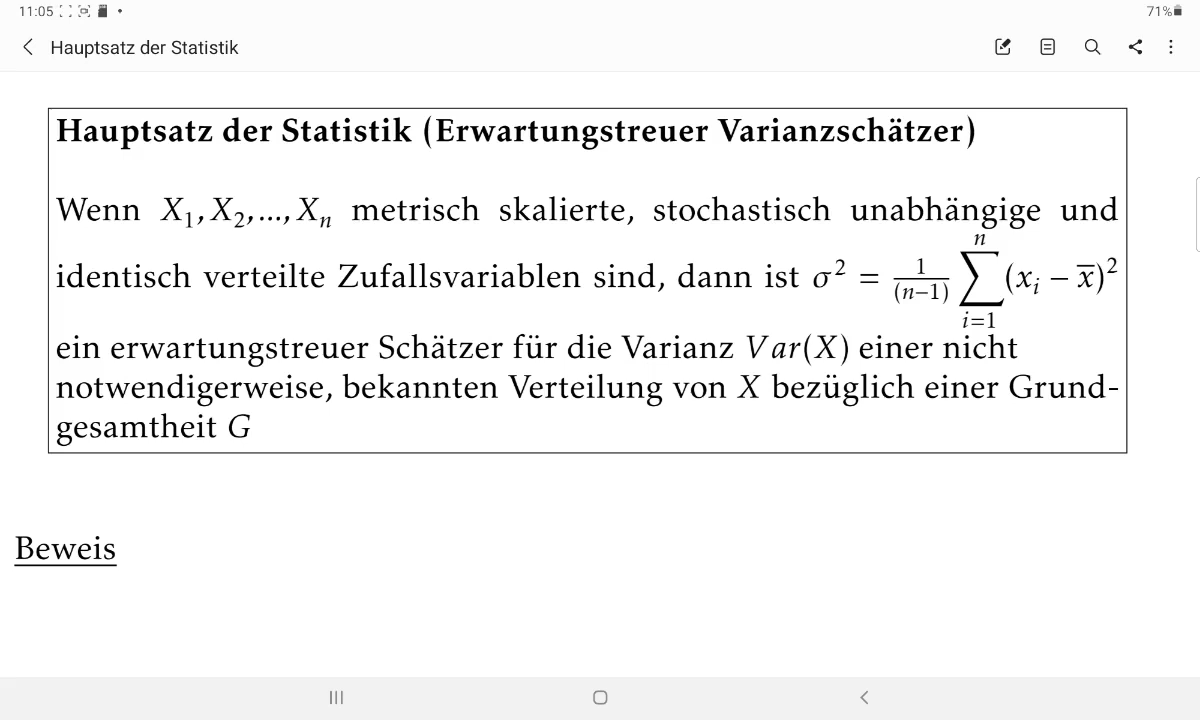 11:05
71%
Hauptsatz der Statistik
Hauptsatz der Statistik (Erwartungstreuer Varianzschätzer)
Wenn X₁, X₂, ..., Xₙ metrisch skalierte, stochastisch unabhängige und
identisch verteilte Zufallsvariablen sind, dann ist σ² = 1/(n−1) ∑ᵢ₌₁ⁿ (xᵢ − x̅)²
ein erwartungstreuer Schätzer für die Varianz Var(X) einer nicht
notwendigerweise, bekannten Verteilung von X bezüglich einer Grund-
gesamtheit G
Beweis